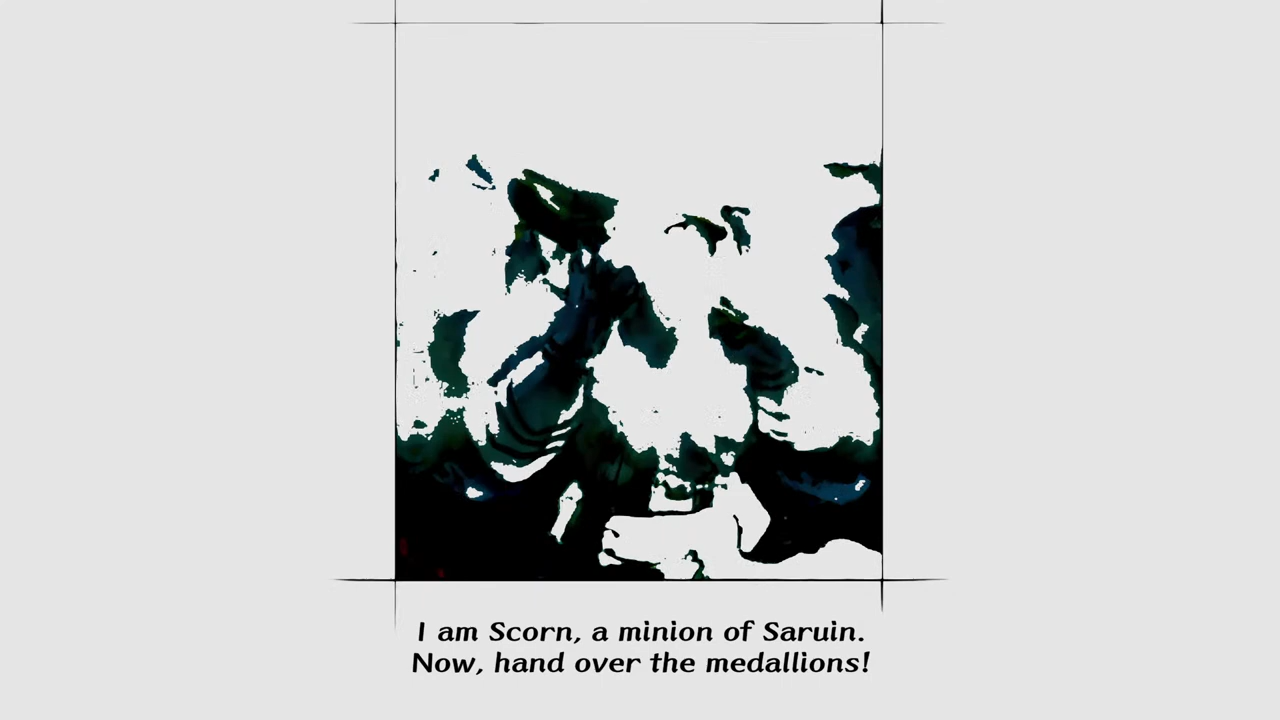 I am Scorn, a minion of Saruin.
Now, hand over the medallions!